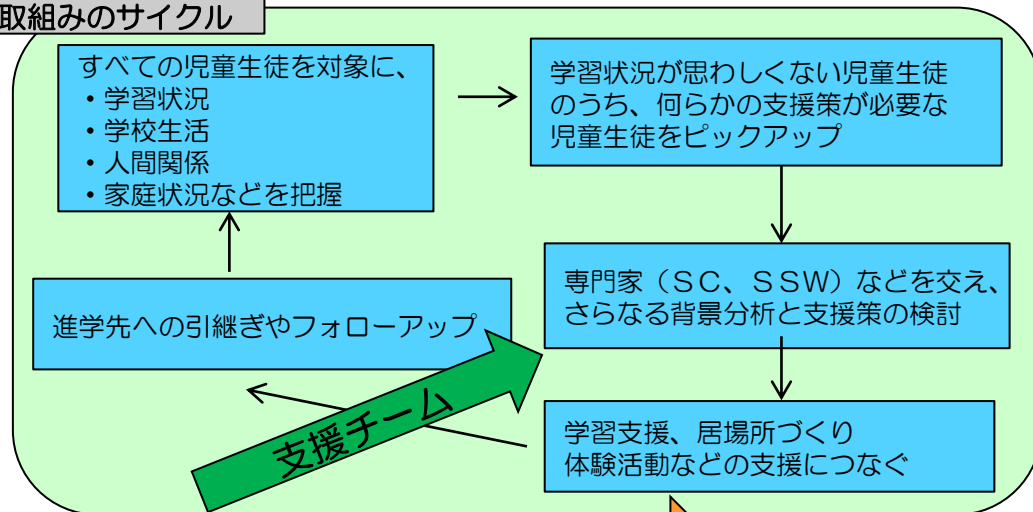 取組みのサイクル
すべての児童生徒を対象に、
・学習状況
・学校生活
・人間関係
・家庭状況などを把握
学習状況が思わしくない児童生徒
のうち、何らかの支援策が必要な
児童生徒をピックアップ
専門家（ＳＣ、ＳＳＷ）などを交え、
さらなる背景分析と支援策の検討
学習支援、居場所づくり
体験活動などの支援につなぐ
進学先への引継ぎやフォローアップ
支援チーム